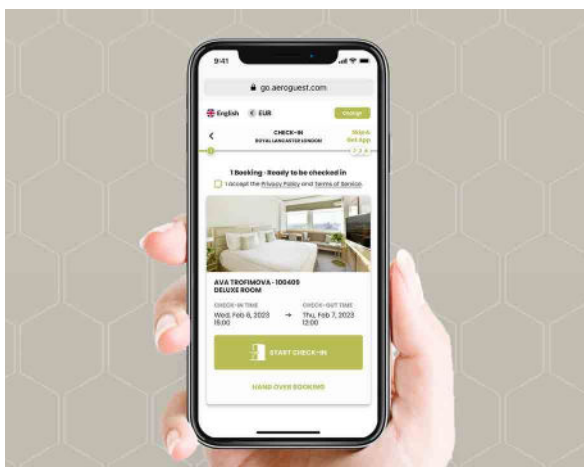 9:41
go.aeroguest.com
English € EUR Change
CHECK-IN
ROYAL LANCASTER LONDON
Skip &
Get App
1 Booking - Ready to be checked in
I accept the Privacy Policy and Terms of Service
AVA TROFIMOVA - 100409
DELUXE ROOM
CHECK-IN TIME
Wed, Feb 6, 2023
15:00
→
CHECK-OUT TIME
Thu, Feb 7, 2023
12:00
START CHECK-IN
HAND OVER BOOKING